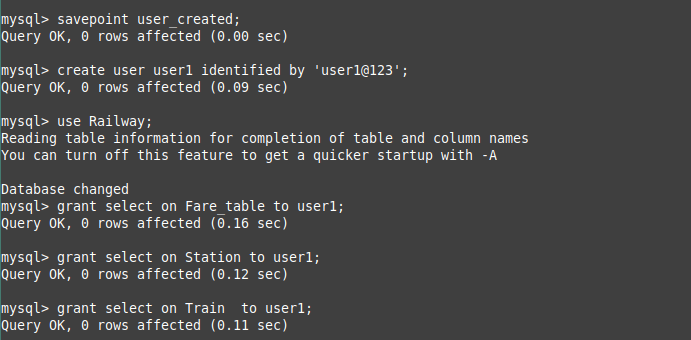 mysql> savepoint user_created;
Query OK, 0 rows affected (0.00 sec)
mysql> create user user1 identified by 'user1@123';
Query OK, 0 rows affected (0.09 sec)
mysql> use Railway;
Reading table information for completion of table and column names
You can turn off this feature to get a quicker startup with -A
Database changed
mysql> grant select on Fare_table to user1;
Query OK, 0 rows affected (0.16 sec)
mysql> grant select on Station to user1;
Query OK, 0 rows affected (0.12 sec)
mysql> grant select on Train  to user1;
Query OK, 0 rows affected (0.11 sec)